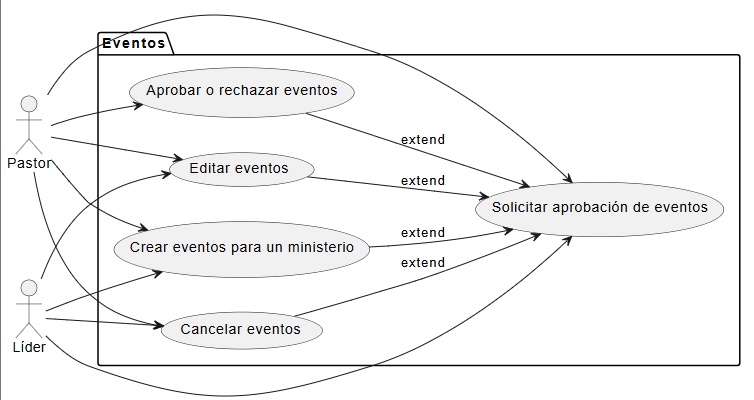 Eventos
Aprobar o rechazar eventos
extend
Pastor
Editar eventos
extend
Solicitar aprobación de eventos
Crear eventos para un ministerio
extend
extend
Cancelar eventos
Líder